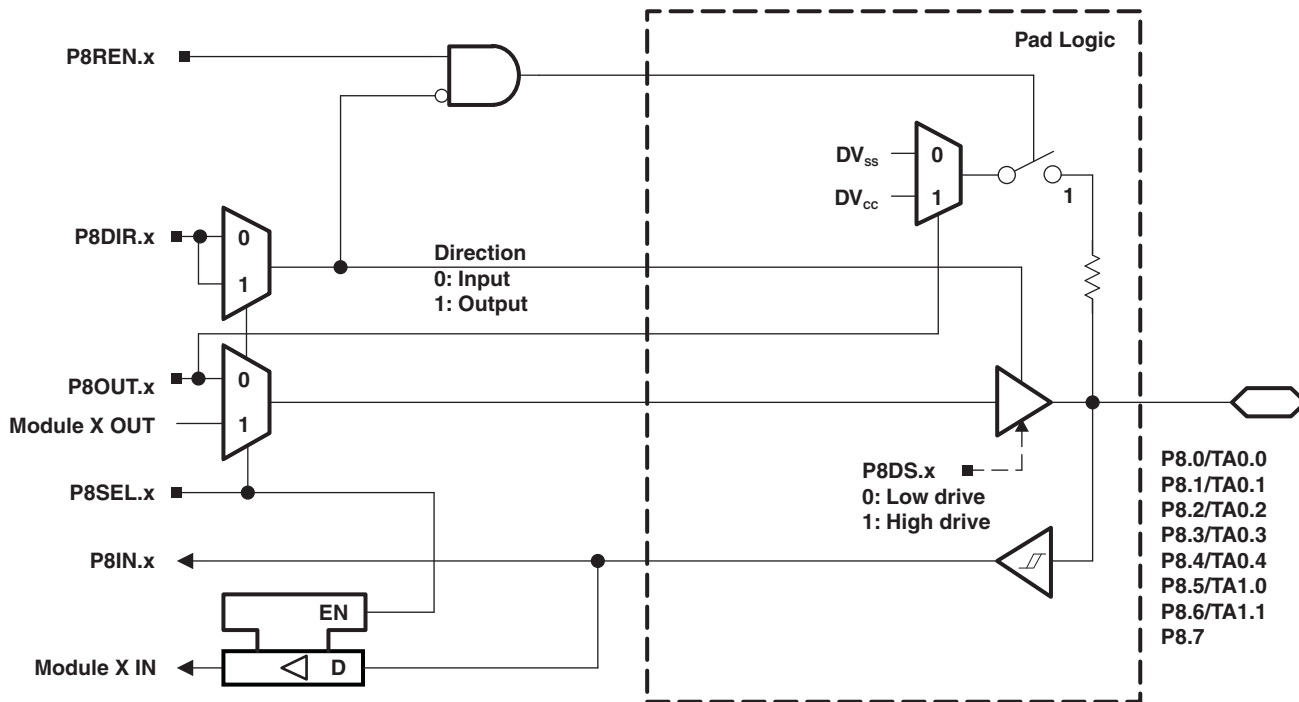 Pad Logic
P8REN.x
DVss
0
DVcc
1
1
P8DIR.x
0
1
Direction
0: Input
1: Output
P8OUT.x
0
Module X OUT
1
P8SEL.x
P8DS.x
0: Low drive
1: High drive
P8.0/TA0.0
P8.1/TA0.1
P8.2/TA0.2
P8.3/TA0.3
P8.4/TA0.4
P8.5/TA1.0
P8.6/TA1.1
P8.7
P8IN.x
EN
Module X IN
D